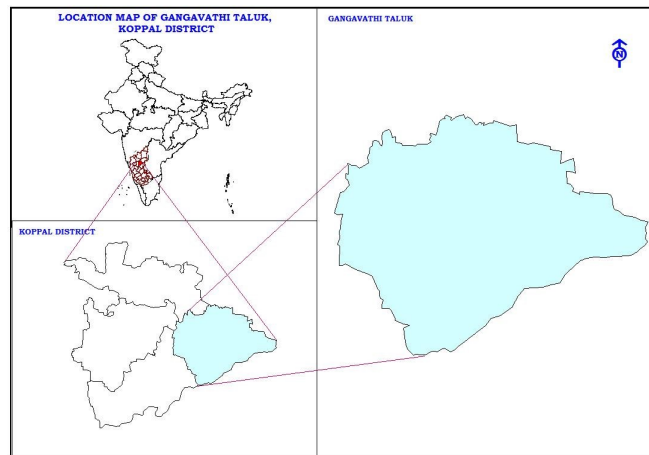 LOCATION MAP OF GANGAVATHI TALUK,
KOPPAL DISTRICT
GANGAVATHI TALUK
N
KOPPAL DISTRICT